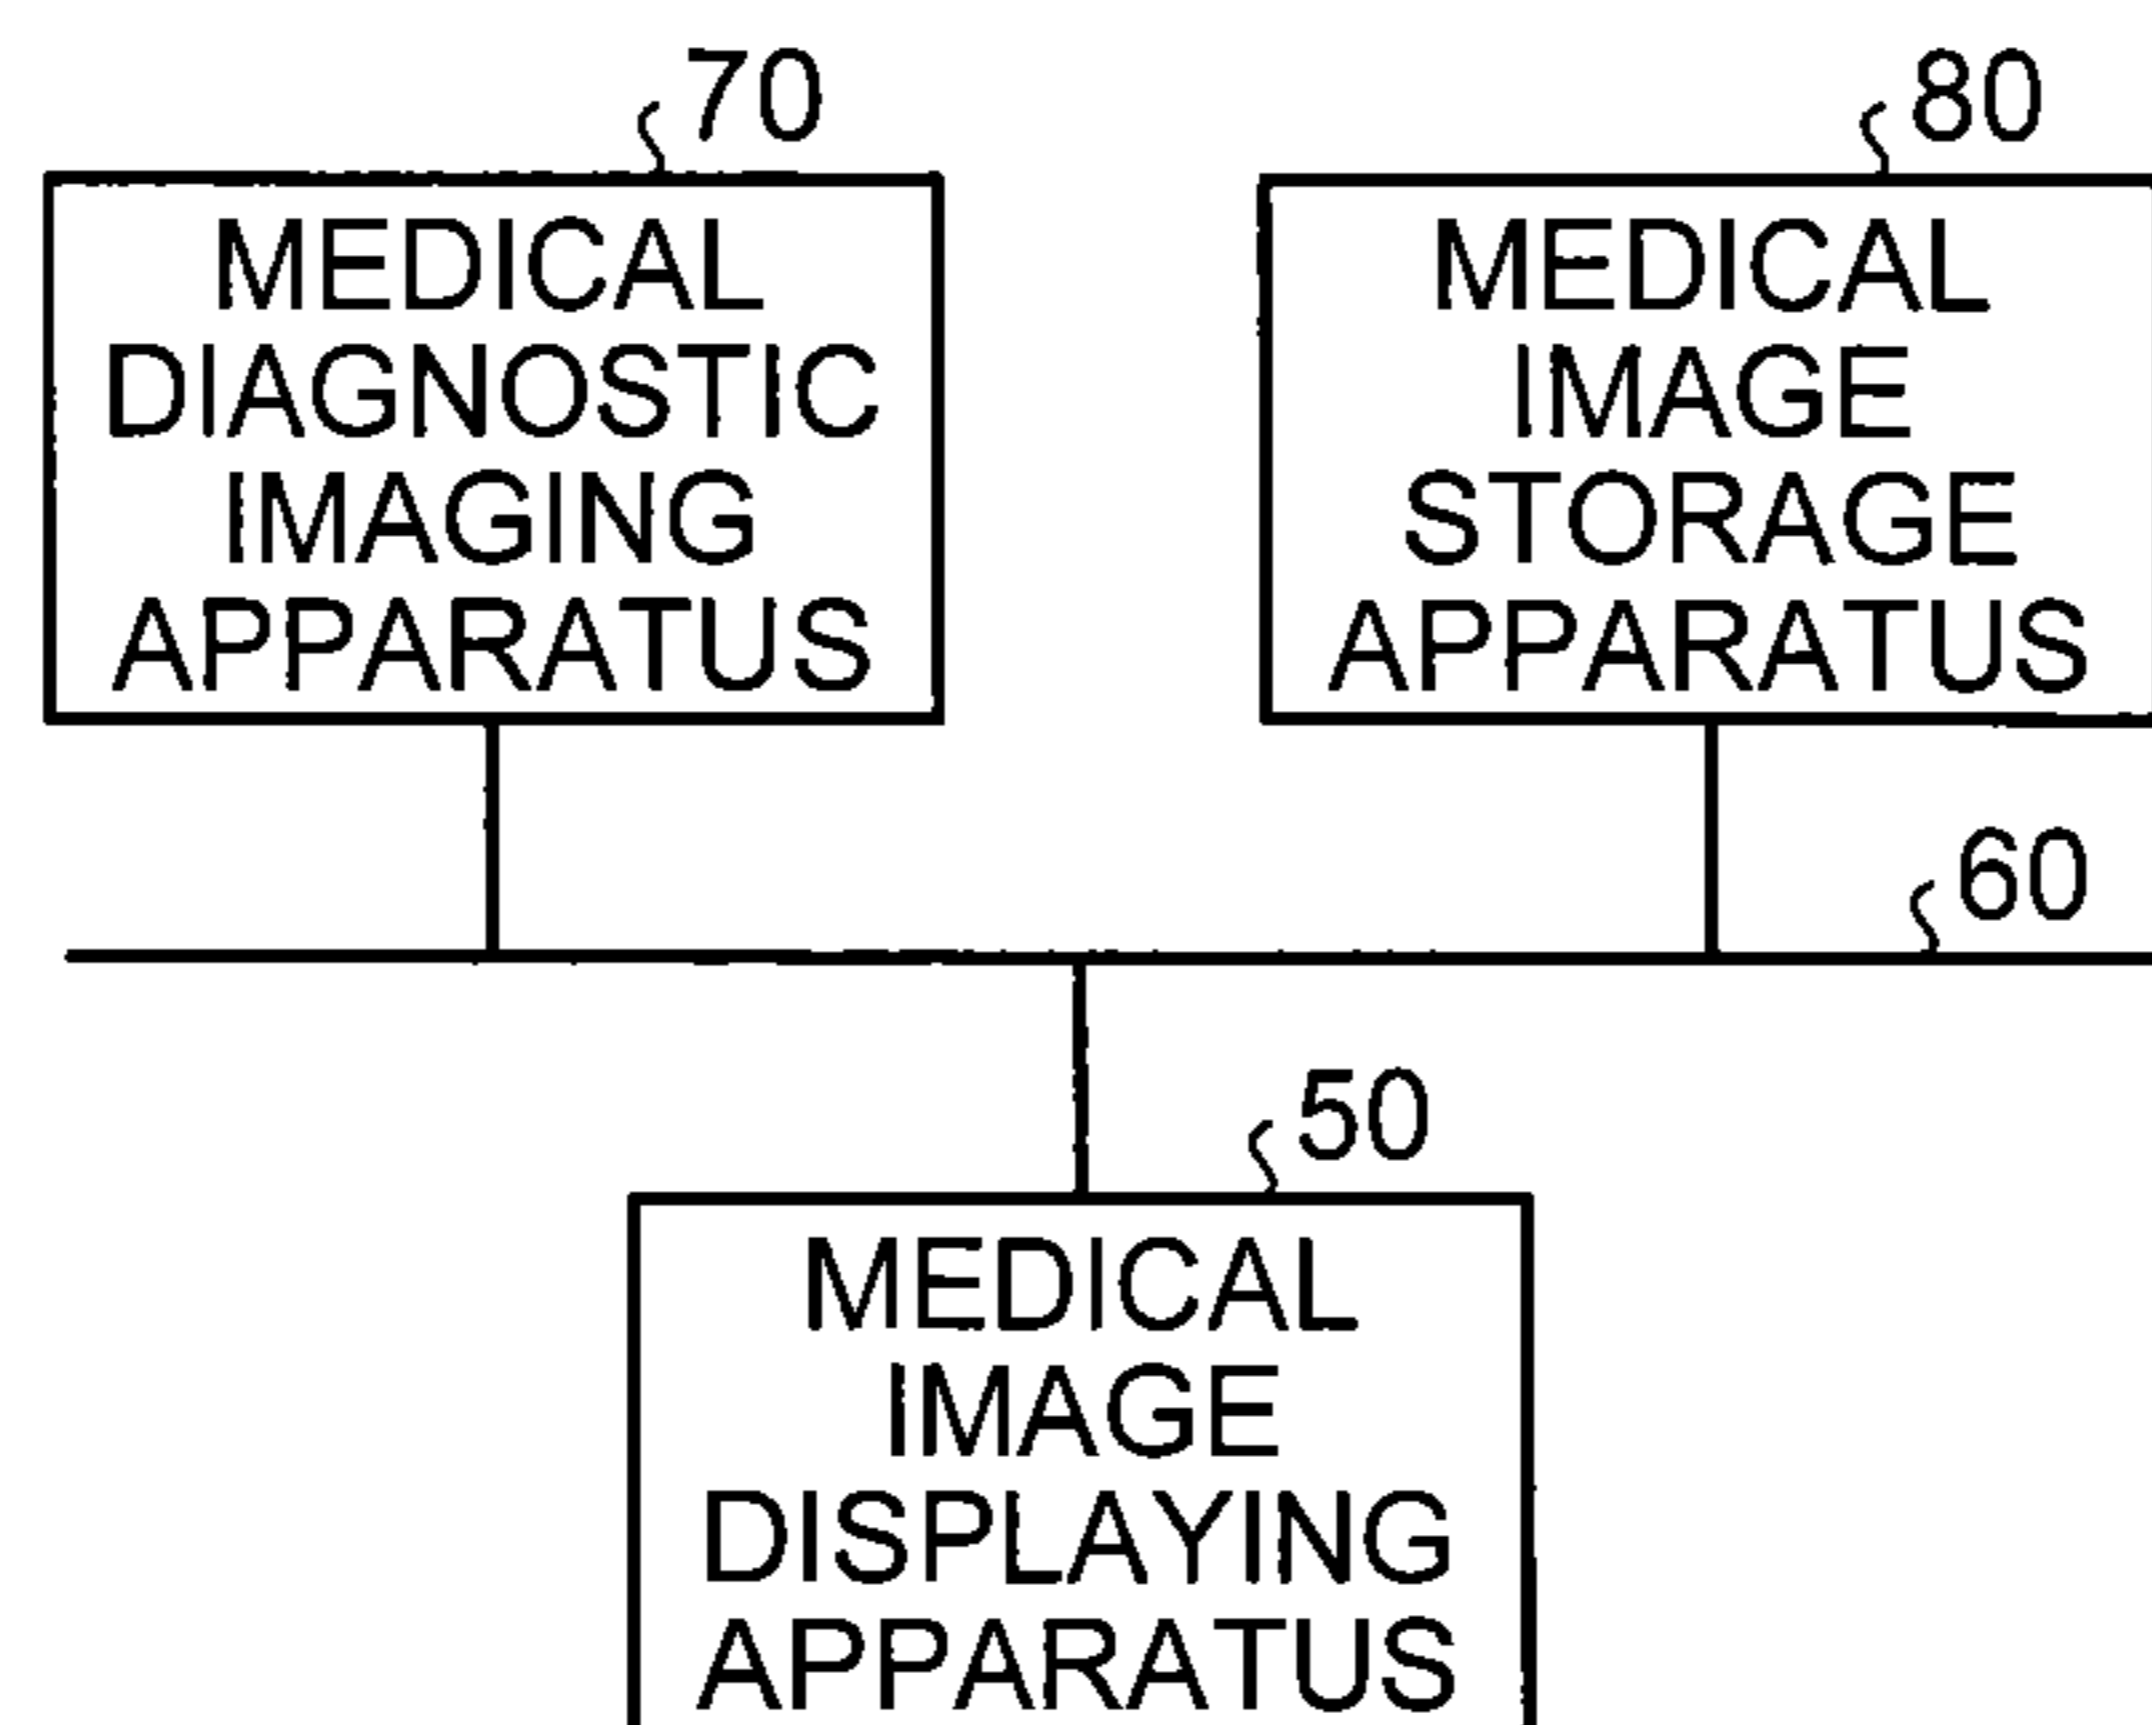 70
MEDICAL
DIAGNOSTIC
IMAGING
APPARATUS
80
MEDICAL
IMAGE
STORAGE
APPARATUS
60
50
MEDICAL
IMAGE
DISPLAYING
APPARATUS